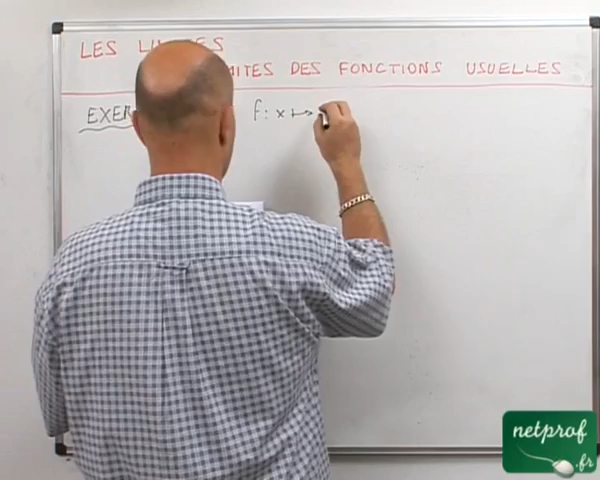 LES
DES FONCTIONS USUELLES
f: x ↦
netprof
.fr